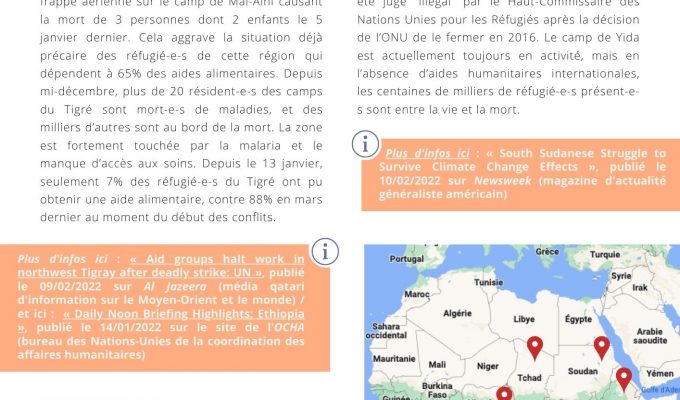 frappe aérienne sur le camp de Mai-Aini causant
la mort de 3 personnes dont 2 enfants le 5
janvier dernier. Cela aggrave la situation déjà
précaire des réfugié-e-s de cette région qui
dépendent à 65% des aides alimentaires. Depuis
mi-décembre, plus de 20 résident-e-s des camps
du Tigré sont mort-e-s de maladies, et des
milliers d'autres sont au bord de la mort. La zone
est fortement touchée par la malaria et le
manque d'accès aux soins. Depuis le 13 janvier,
seulement 7% des réfugié-e-s du Tigré ont pu
obtenir une aide alimentaire, contre 88% en mars
dernier au moment du début des conflits.
i
Plus d'infos ici : « Aid groups halt work in
northwest Tigray after deadly strike: UN », publié
le 09/02/2022 sur Al Jazeera (média qatari
d'information sur le Moyen-Orient et le monde) /
et ici : « Daily Noon Briefing Highlights: Ethiopia
», publié le 14/01/2022 sur le site de l'OCHA
(bureau des Nations-Unies de la coordination des
affaires humanitaires)
été jugé "illégal" par le Haut-Commissaire des
Nations Unies pour les Réfugiés après la décision
de l'ONU de le fermer en 2016. Le camp de Yida
est actuellement toujours en activité, mais en
l'absence d'aides humanitaires internationales,
les centaines de milliers de réfugié-e-s présent-e-
s sont entre la vie et la mort.
i
Plus d'infos ici : « South Sudanese Struggle to
Survive Climate Change Effects », publié le
10/02/2022 sur Newsweek (magazine d'actualité
généraliste américain)
Portugal
Grèce
Turquie
Tunisie
Syrie
Maroc
Irak
Algérie
Libye
Égypte
Sahara
occidental
Arabie
saoudite
Mauritanie
Mali
Niger
Tchad
Soudan
Yémen
Burkina
Faso
Golfe d'Aden